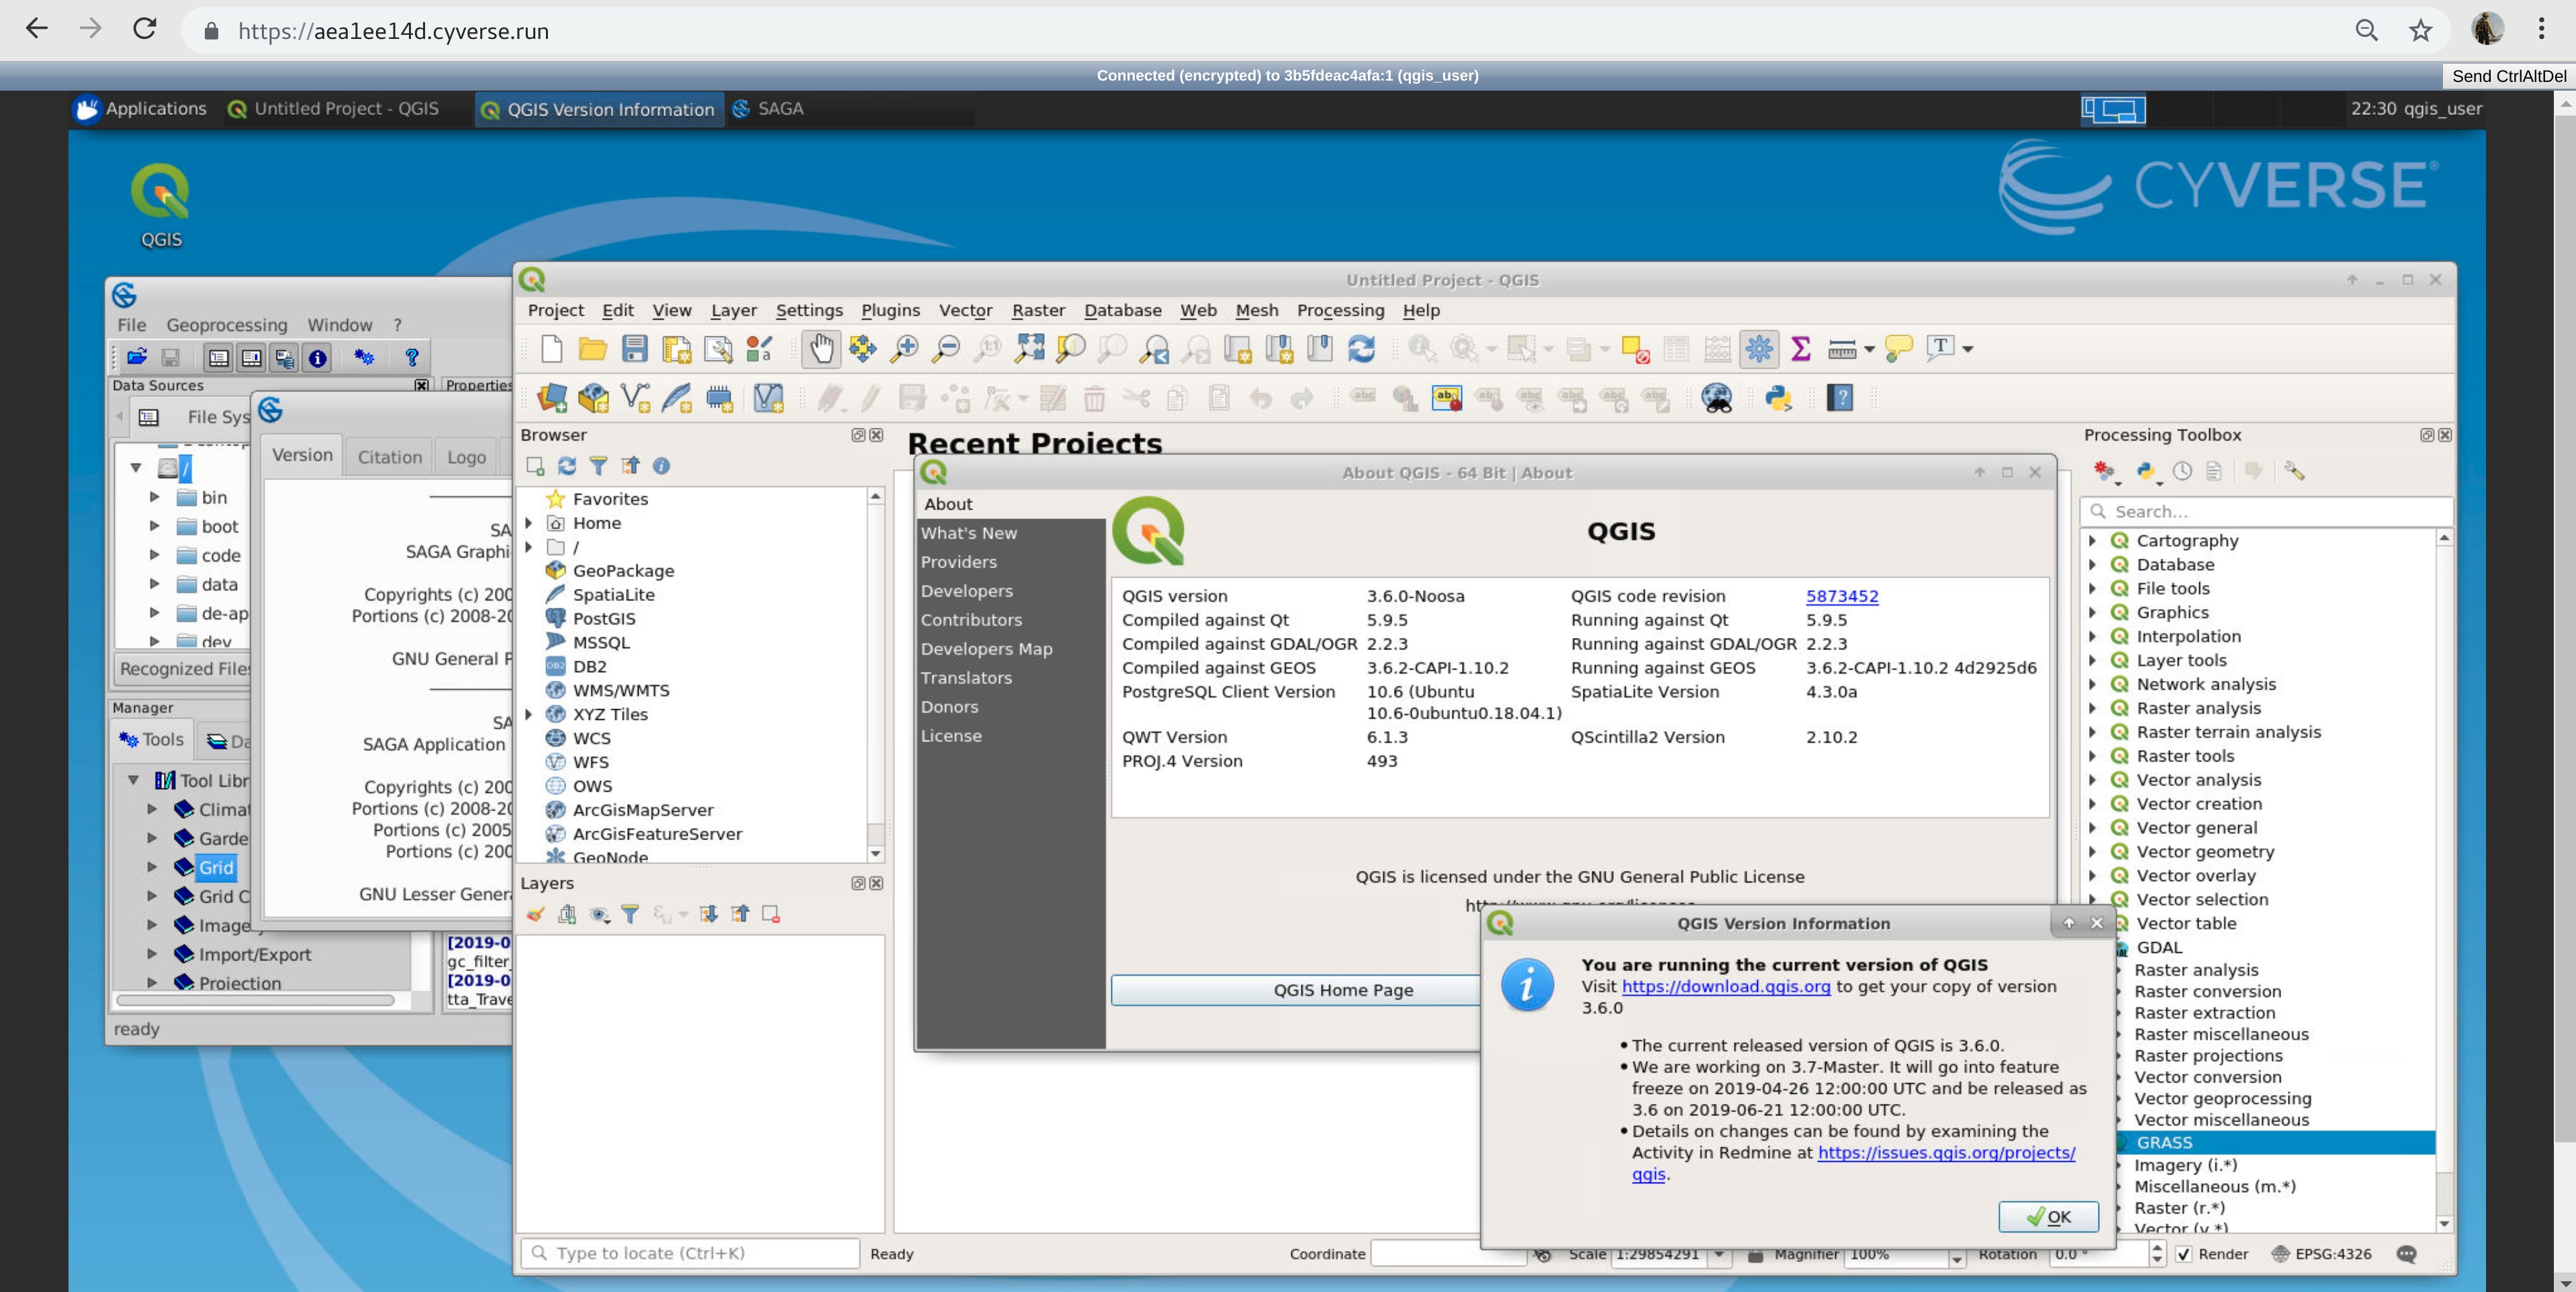 https://aea1ee14d.cyverse.run
Connected (encrypted) to 3b5fdeac4afa:1 (qgis_user)
Send CtrlAltDel
Applications
Untitled Project - QGIS
QGIS Version Information
SAGA
22:30 qgis_user
QGIS
CYVERSE®
File Geoprocessing Window ?
Data Sources
Properties
File Sys
/
bin
boot
code
data
de-ap
dev
Recognized Files
Manager
Tools
Da
Tool Libr
Climat
Garde
Grid
Grid C
Image
Import/Export
Projection
ready
Version Citation Logo
SA
SAGA Graphi
Copyrights (c) 200
Portions (c) 2008-20
GNU General P
SA
SAGA Application
Copyrights (c) 200
Portions (c) 2008-20
Portions (c) 2005
Portions (c) 200
GNU Lesser Genera
[2019-0
gc_filter_
[2019-0
tta_Trave
Untitled Project - QGIS
Project Edit View Layer Settings Plugins Vector Raster Database Web Mesh Processing Help
Browser
Favorites
Home
/
GeoPackage
SpatiaLite
PostGIS
MSSQL
DB2
WMS/WMTS
XYZ Tiles
WCS
WFS
OWS
ArcGisMapServer
ArcGisFeatureServer
GeoNode
Layers
Type to locate (Ctrl+K)
Ready
Coordinate
Scale 1:29854291
Magnifier 100%
Rotation 0.0 °
Render
EPSG:4326
Recent Projects
About QGIS - 64 Bit | About
About
What's New
Providers
Developers
Contributors
Developers Map
Translators
Donors
License
QGIS
QGIS version 3.6.0-Noosa QGIS code revision 5873452
Compiled against Qt 5.9.5 Running against Qt 5.9.5
Compiled against GDAL/OGR 2.2.3 Running against GDAL/OGR 2.2.3
Compiled against GEOS 3.6.2-CAPI-1.10.2 Running against GEOS 3.6.2-CAPI-1.10.2 4d2925d6
PostgreSQL Client Version 10.6 (Ubuntu SpatiaLite Version 4.3.0a
10.6-0ubuntu0.18.04.1)
QWT Version 6.1.3 QScintilla2 Version 2.10.2
PROJ.4 Version 493
QGIS is licensed under the GNU General Public License
http://www.gnu.org/licenses
QGIS Home Page
QGIS Version Information
You are running the current version of QGIS
Visit https://download.qgis.org to get your copy of version
3.6.0
• The current released version of QGIS is 3.6.0.
• We are working on 3.7-Master. It will go into feature
freeze on 2019-04-26 12:00:00 UTC and be released as
3.6 on 2019-06-21 12:00:00 UTC.
• Details on changes can be found by examining the
Activity in Redmine at https://issues.qgis.org/projects/
qgis.
OK
Processing Toolbox
Search...
Cartography
Database
File tools
Graphics
Interpolation
Layer tools
Network analysis
Raster analysis
Raster terrain analysis
Raster tools
Vector analysis
Vector creation
Vector general
Vector geometry
Vector overlay
Vector selection
Vector table
GDAL
Raster analysis
Raster conversion
Raster extraction
Raster miscellaneous
Raster projections
Vector conversion
Vector geoprocessing
Vector miscellaneous
GRASS
Imagery (i.*)
Miscellaneous (m.*)
Raster (r.*)
Vector (v.*)